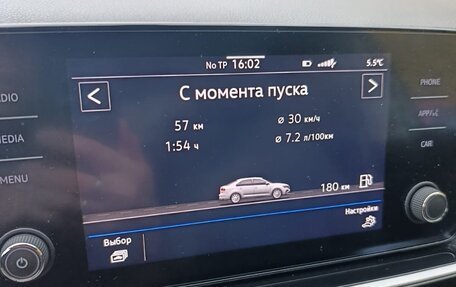 No TP 16:02 5.5°C
С момента пуска
57 км ø 30 км/ч
1:54 ч ø 7.2 л/100км
180 км
Выбор Настройки
MEDIA
MENU
PHONE
CAR